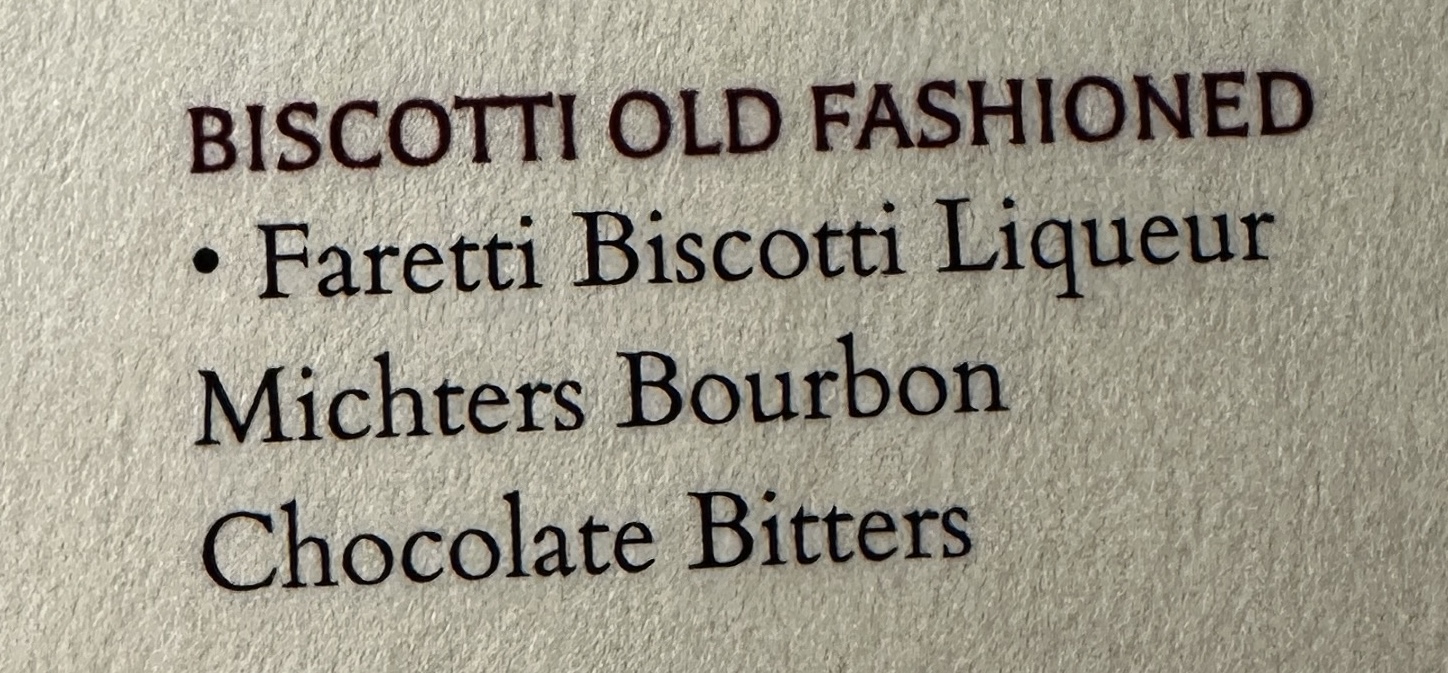 BISCOTTI OLD FASHIONED
• Faretti Biscotti Liqueur
Michters Bourbon
Chocolate Bitters